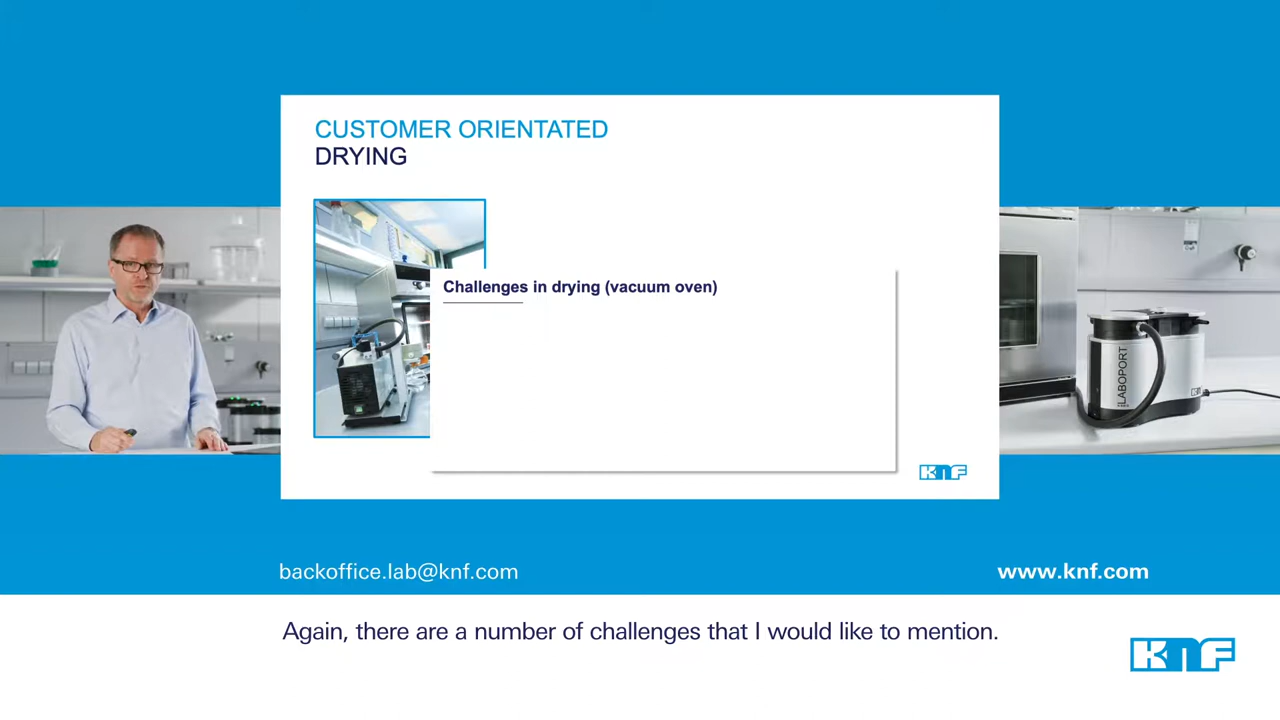 CUSTOMER ORIENTATED
DRYING
Challenges in drying (vacuum oven)
LABOPORT
KNF
KNF
backoffice.lab@knf.com
www.knf.com
Again, there are a number of challenges that I would like to mention.
KNF